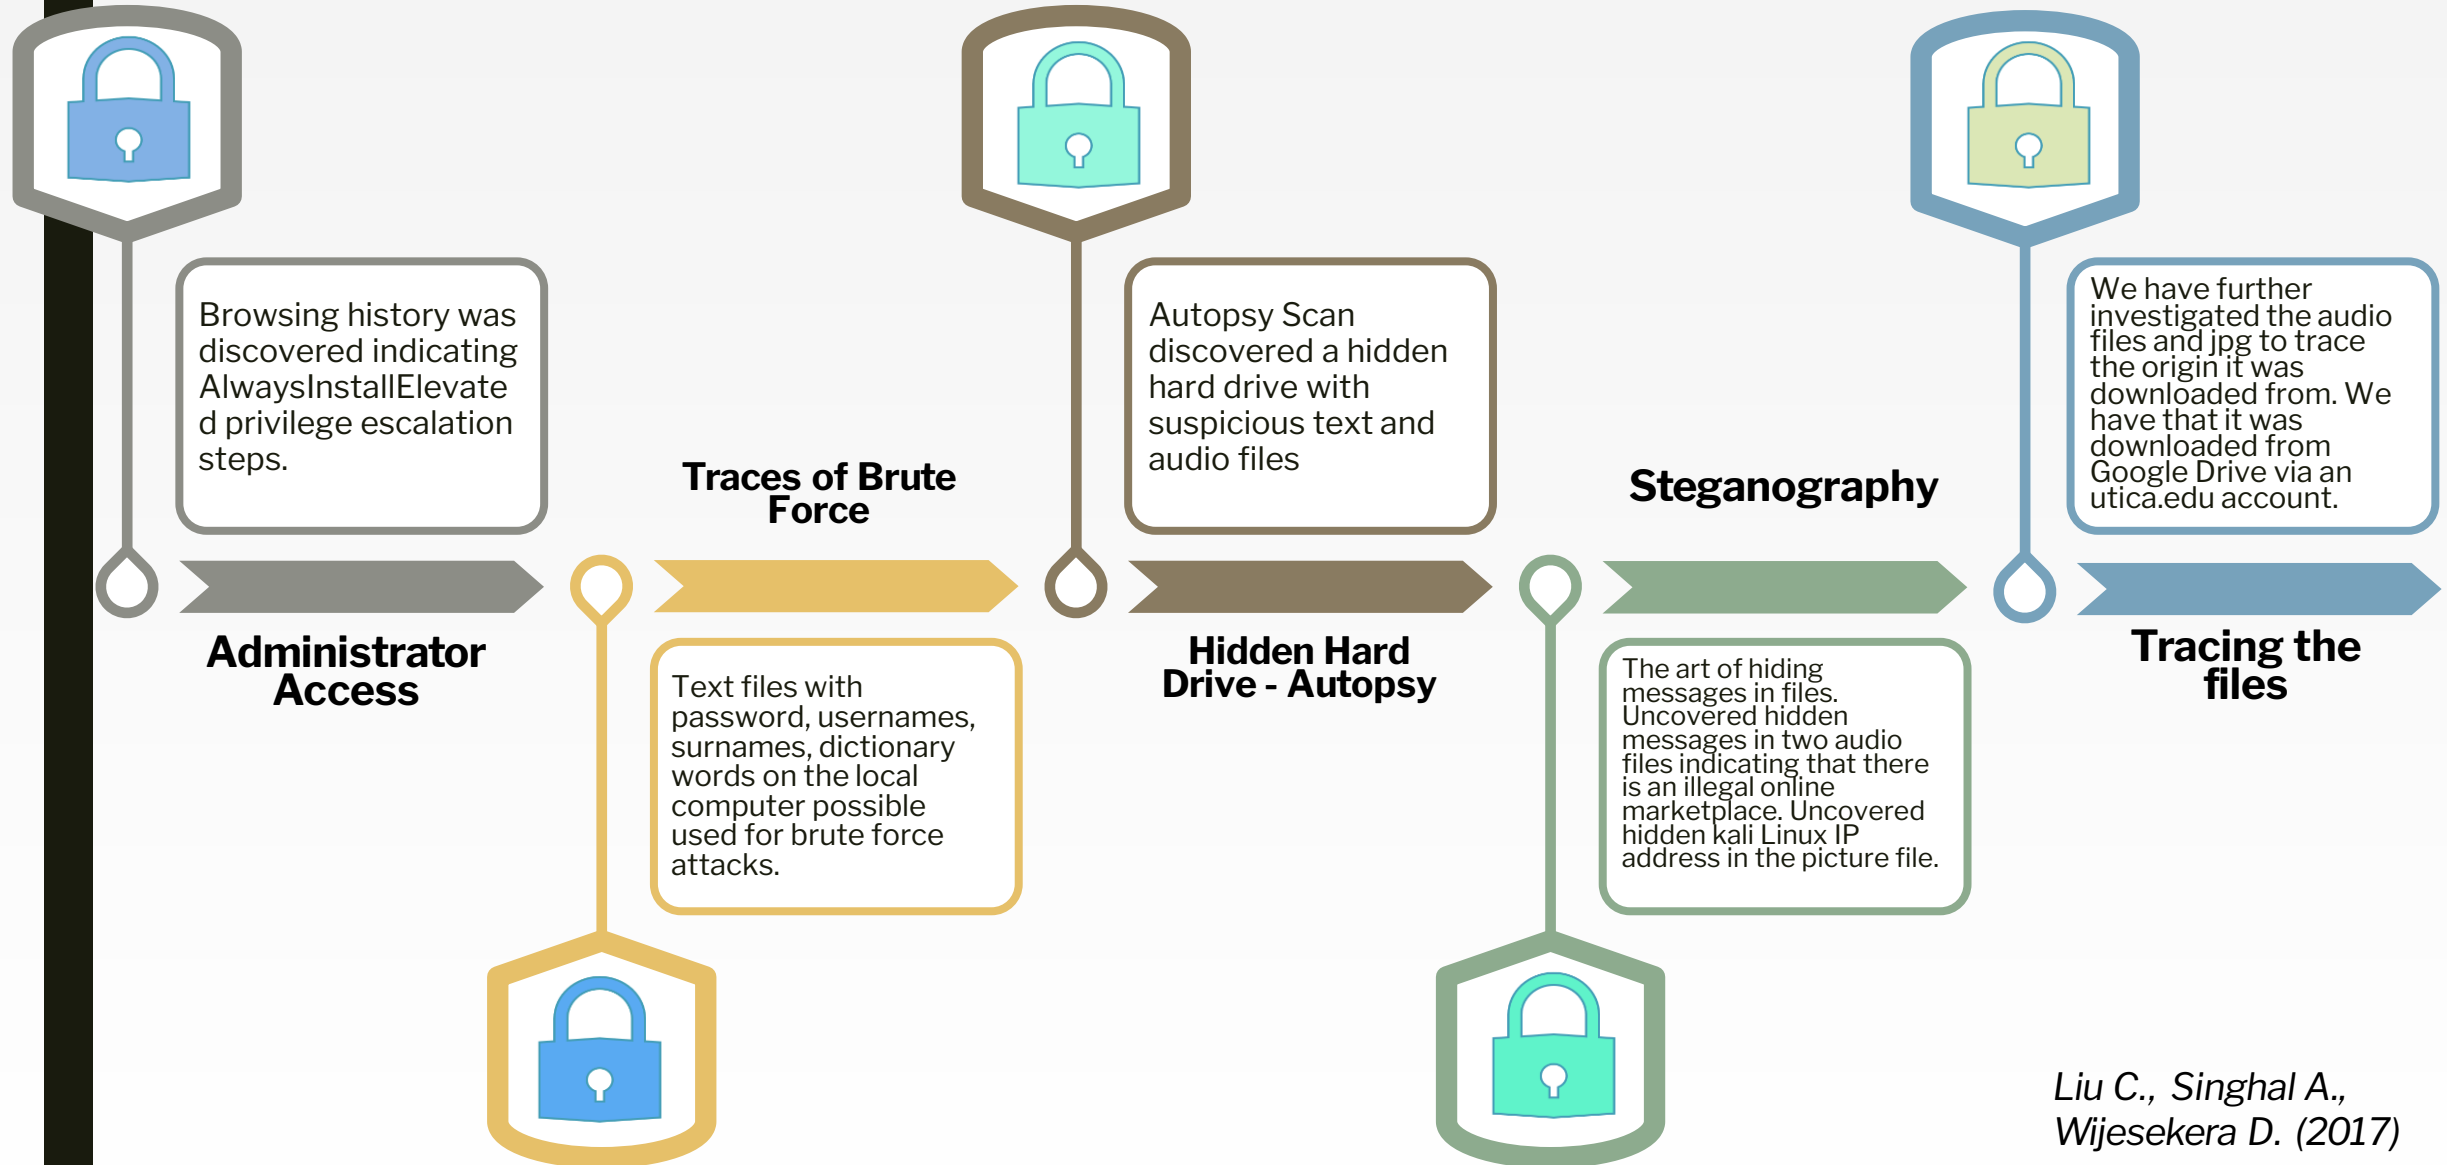 Browsing history was
discovered indicating
AlwaysInstallElevate
d privilege escalation
steps.
Administrator
Access
Traces of Brute
Force
Text files with
password, usernames,
surnames, dictionary
words on the local
computer possible
used for brute force
attacks.
Autopsy Scan
discovered a hidden
hard drive with
suspicious text and
audio files
Hidden Hard
Drive - Autopsy
Steganography
The art of hiding
messages in files.
Uncovered hidden
messages in two audio
files indicating that there
is an illegal online
marketplace. Uncovered
hidden kali Linux IP
address in the picture file.
We have further
investigated the audio
files and jpg to trace
the origin it was
downloaded from. We
have that it was
downloaded from
Google Drive via an
utica.edu account.
Tracing the
files
Liu C., Singhal A.,
Wijesekera D. (2017)